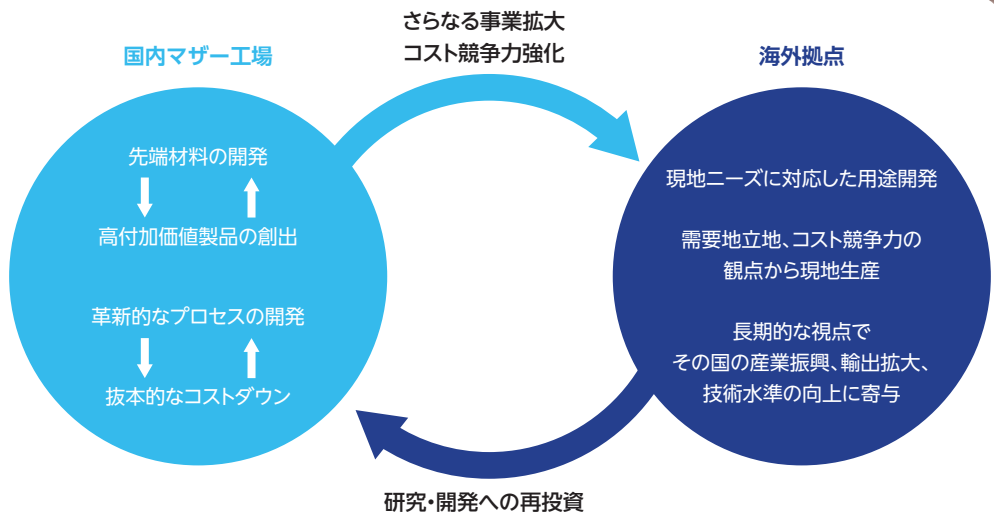 さらなる事業拡大
コスト競争力強化
国内マザー工場
先端材料の開発
高付加価値製品の創出
革新的なプロセスの開発
抜本的なコストダウン
海外拠点
現地ニーズに対応した用途開発
需要地立地、コスト競争力の
観点から現地生産
長期的な視点で
その国の産業振興、輸出拡大、
技術水準の向上に寄与
研究・開発への再投資